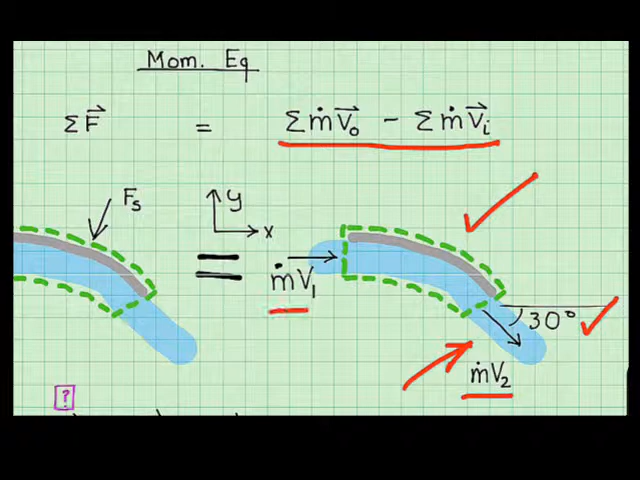 Mom. Eq
ΣF⃗ = ΣṁV⃗o - ΣṁV⃗i
Fs
y
x
ṁV1
30°
ṁV2
?